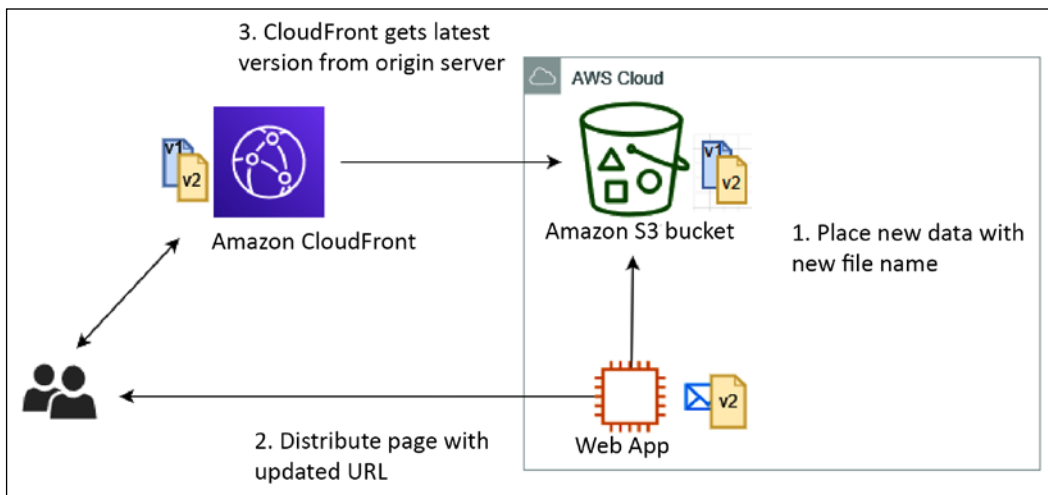 3. CloudFront gets latest
version from origin server
AWS Cloud
v1
v2
v1
v2
Amazon CloudFront
Amazon S3 bucket
1. Place new data with
new file name
v2
Web App
2. Distribute page with
updated URL